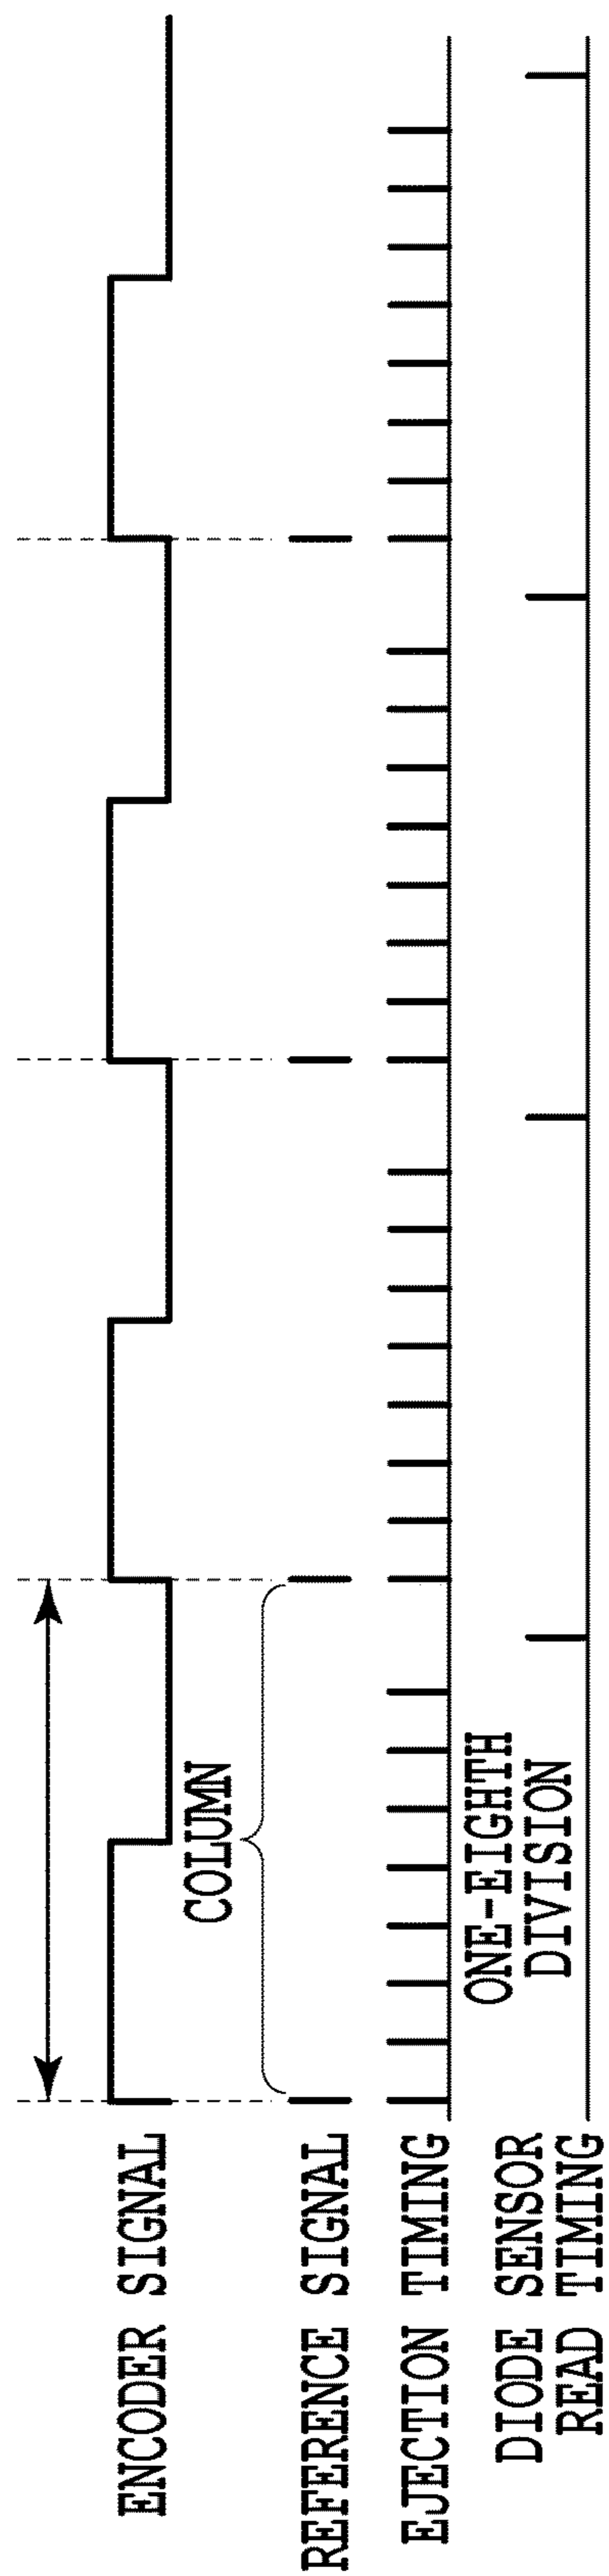 ENCODER SIGNAL
COLUMN
REFERENCE SIGNAL
EJECTION TIMING
ONE-EIGHTH
DIVISION
DIODE SENSOR
READ TIMING